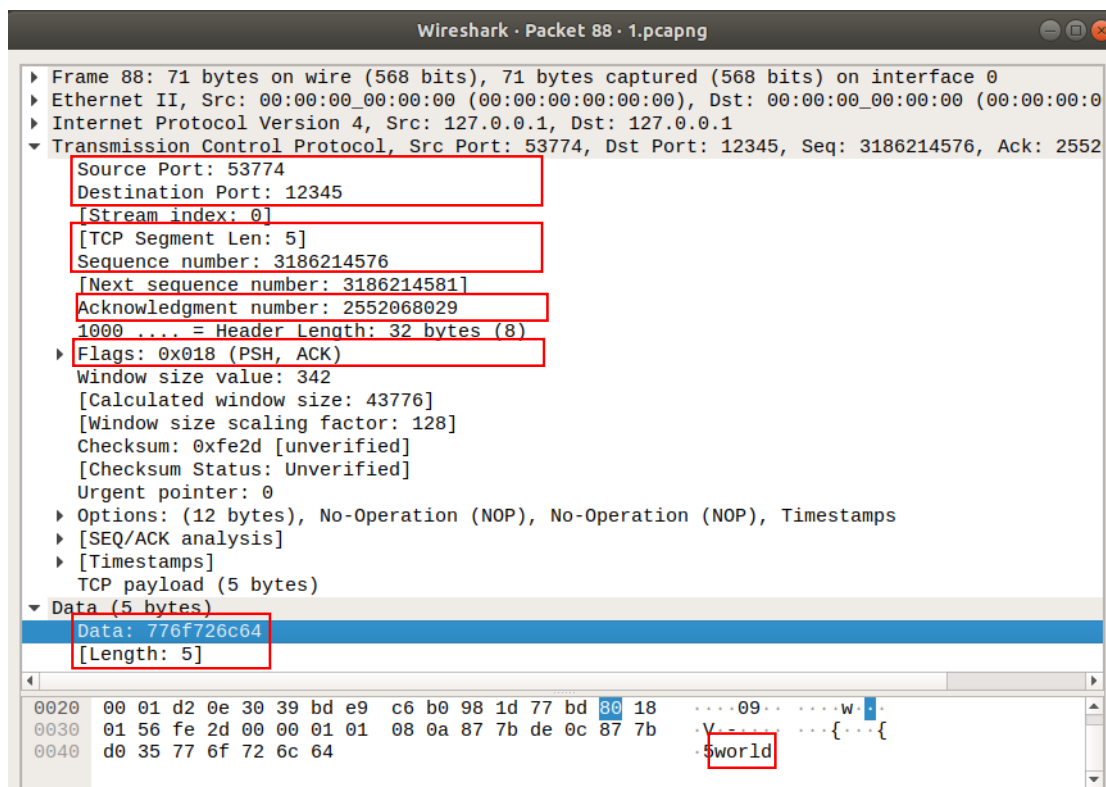 Wireshark · Packet 88 · 1.pcapng
Frame 88: 71 bytes on wire (568 bits), 71 bytes captured (568 bits) on interface 0
Ethernet II, Src: 00:00:00_00:00:00 (00:00:00:00:00:00), Dst: 00:00:00_00:00:00 (00:00:00:0
Internet Protocol Version 4, Src: 127.0.0.1, Dst: 127.0.0.1
Transmission Control Protocol, Src Port: 53774, Dst Port: 12345, Seq: 3186214576, Ack: 2552
Source Port: 53774
Destination Port: 12345
[Stream index: 0]
[TCP Segment Len: 5]
Sequence number: 3186214576
[Next sequence number: 3186214581]
Acknowledgment number: 2552068029
1000 .... = Header Length: 32 bytes (8)
Flags: 0x018 (PSH, ACK)
Window size value: 342
[Calculated window size: 43776]
[Window size scaling factor: 128]
Checksum: 0xfe2d [unverified]
[Checksum Status: Unverified]
Urgent pointer: 0
Options: (12 bytes), No-Operation (NOP), No-Operation (NOP), Timestamps
[SEQ/ACK analysis]
[Timestamps]
TCP payload (5 bytes)
Data (5 bytes)
Data: 776f726c64
[Length: 5]
0020 00 01 d2 0e 30 39 bd e9 c6 b0 98 1d 77 bd 80 18 ····09·· ····w···
0030 01 56 fe 2d 00 00 01 01 08 0a 87 7b de 0c 87 7b ·V·-···· ···{···{
0040 d0 35 77 6f 72 6c 64 ·5world